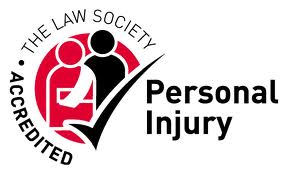 • THE LAW SOCIETY •
ACCREDITED
Personal
Injury